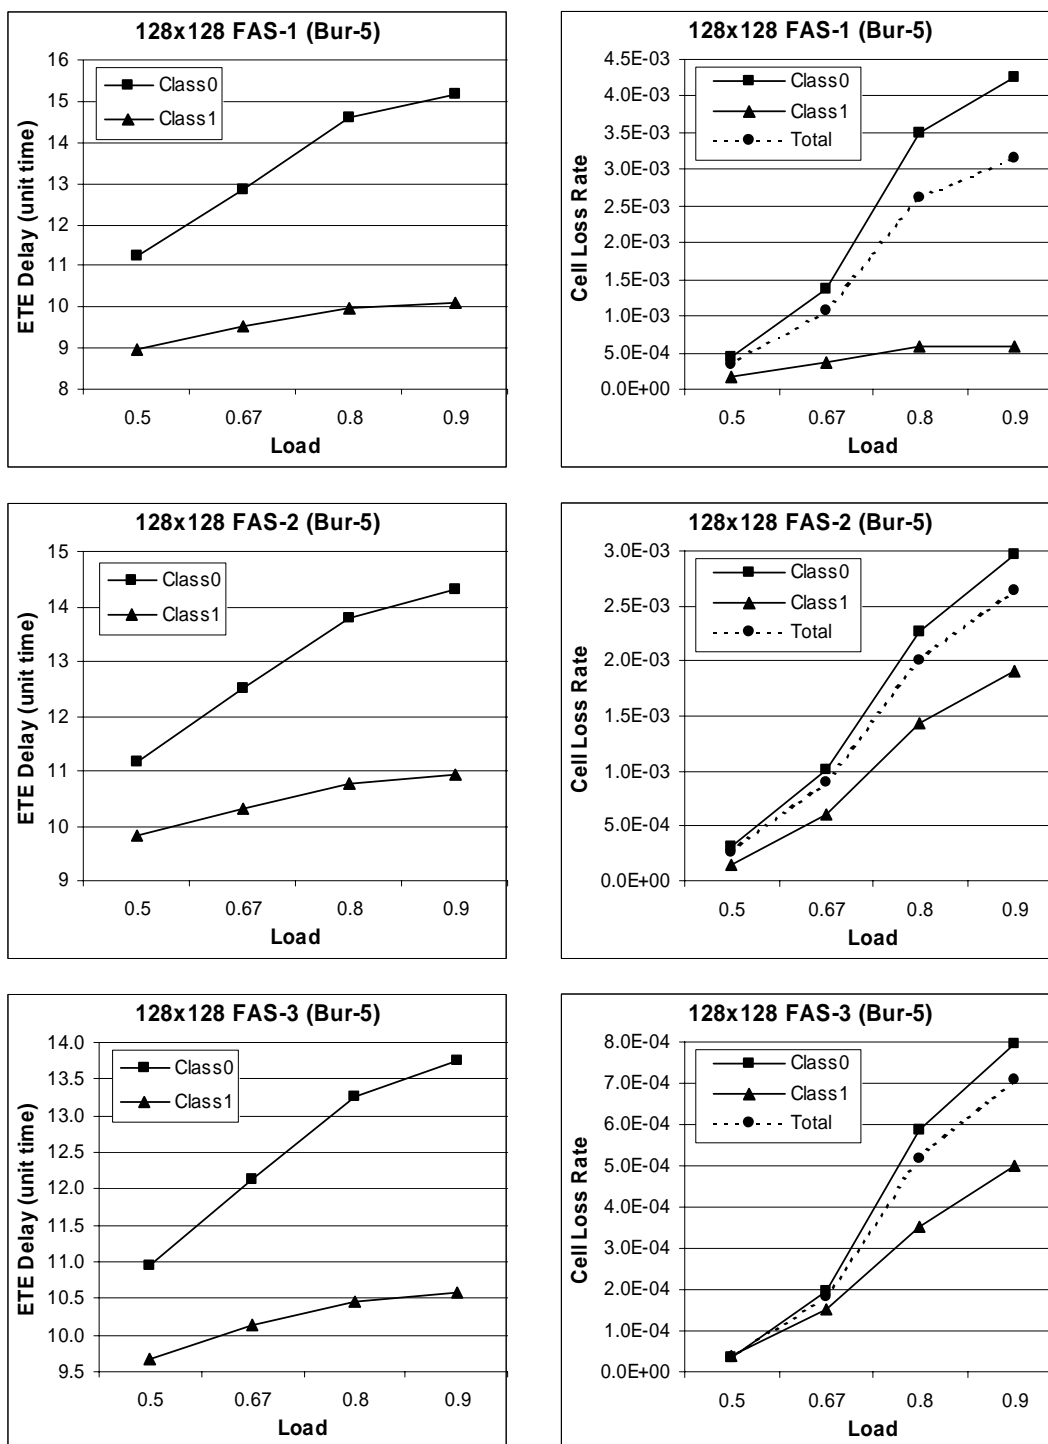 128x128 FAS-1 (Bur-5)
16
15
14
13
12
11
10
9
8
ETE Delay (unit time)
Class0
Class1
0.5 0.67 0.8 0.9
Load
128x128 FAS-1 (Bur-5)
4.5E-03
4.0E-03
3.5E-03
3.0E-03
2.5E-03
2.0E-03
1.5E-03
1.0E-03
5.0E-04
0.0E+00
Cell Loss Rate
Class0
Class1
Total
0.5 0.67 0.8 0.9
Load
128x128 FAS-2 (Bur-5)
15
14
13
12
11
10
9
ETE Delay (unit time)
Class0
Class1
0.5 0.67 0.8 0.9
Load
128x128 FAS-2 (Bur-5)
3.0E-03
2.5E-03
2.0E-03
1.5E-03
1.0E-03
5.0E-04
0.0E+00
Cell Loss Rate
Class0
Class1
Total
0.5 0.67 0.8 0.9
Load
128x128 FAS-3 (Bur-5)
14.0
13.5
13.0
12.5
12.0
11.5
11.0
10.5
10.0
9.5
ETE Delay (unit time)
Class0
Class1
0.5 0.67 0.8 0.9
Load
128x128 FAS-3 (Bur-5)
8.0E-04
7.0E-04
6.0E-04
5.0E-04
4.0E-04
3.0E-04
2.0E-04
1.0E-04
0.0E+00
Cell Loss Rate
Class0
Class1
Total
0.5 0.67 0.8 0.9
Load